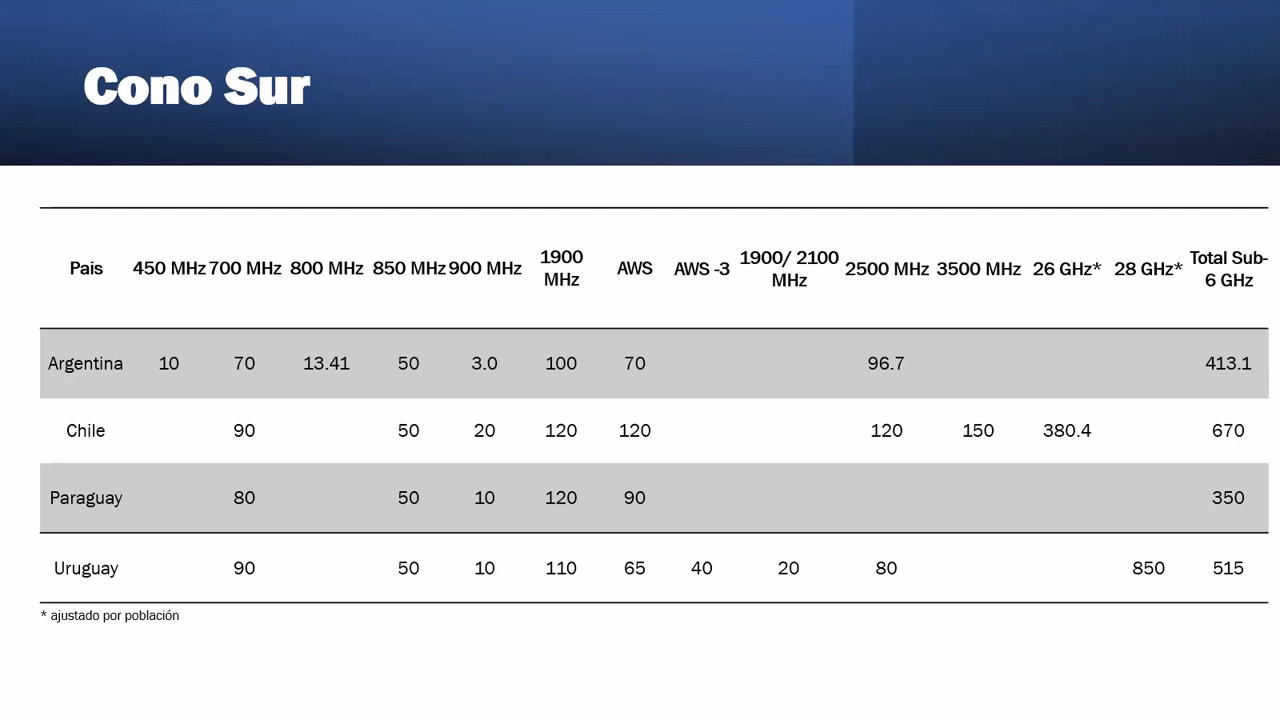 Cono Sur
Pais 450 MHz 700 MHz 800 MHz 850 MHz 900 MHz 1900 MHz AWS AWS -3 1900/ 2100 MHz 2500 MHz 3500 MHz 26 GHz* 28 GHz* Total Sub-6 GHz
Argentina 10 70 13.41 50 3.0 100 70 96.7 413.1
Chile 90 50 20 120 120 120 150 380.4 670
Paraguay 80 50 10 120 90 350
Uruguay 90 50 10 110 65 40 20 80 850 515
* ajustado por población